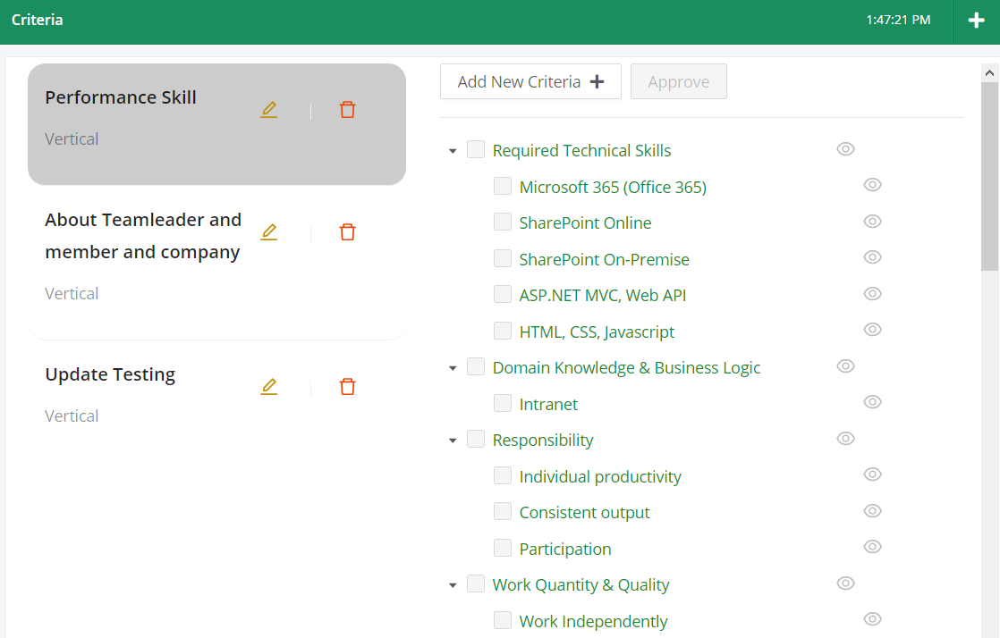 Criteria
1:47:21 PM
Performance Skill
Vertical
About Teamleader and
member and company
Vertical
Update Testing
Vertical
Add New Criteria
Approve
Required Technical Skills
Microsoft 365 (Office 365)
SharePoint Online
SharePoint On-Premise
ASP.NET MVC, Web API
HTML, CSS, Javascript
Domain Knowledge & Business Logic
Intranet
Responsibility
Individual productivity
Consistent output
Participation
Work Quantity & Quality
Work Independently